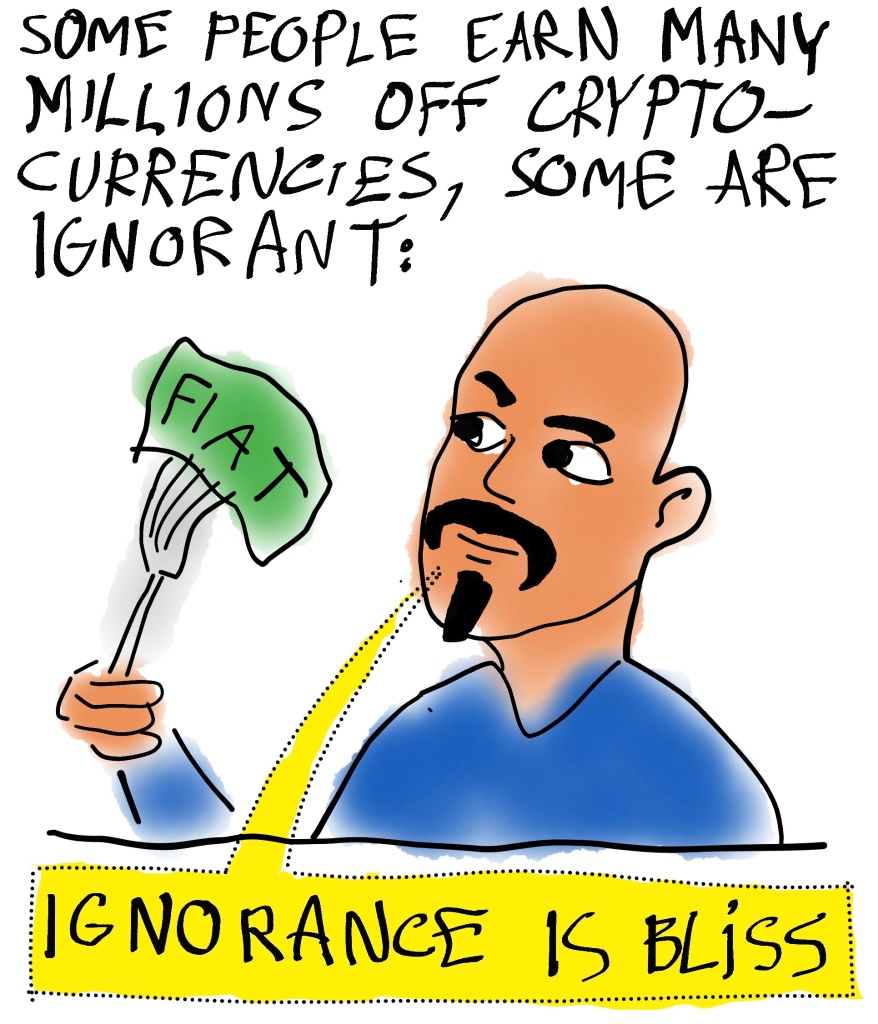 SOME PEOPLE EARN MANY
MILLIONS OFF CRYPTO-
CURRENCIES, SOME ARE
IGNORANT:
FIAT
IGNORANCE IS BLISS